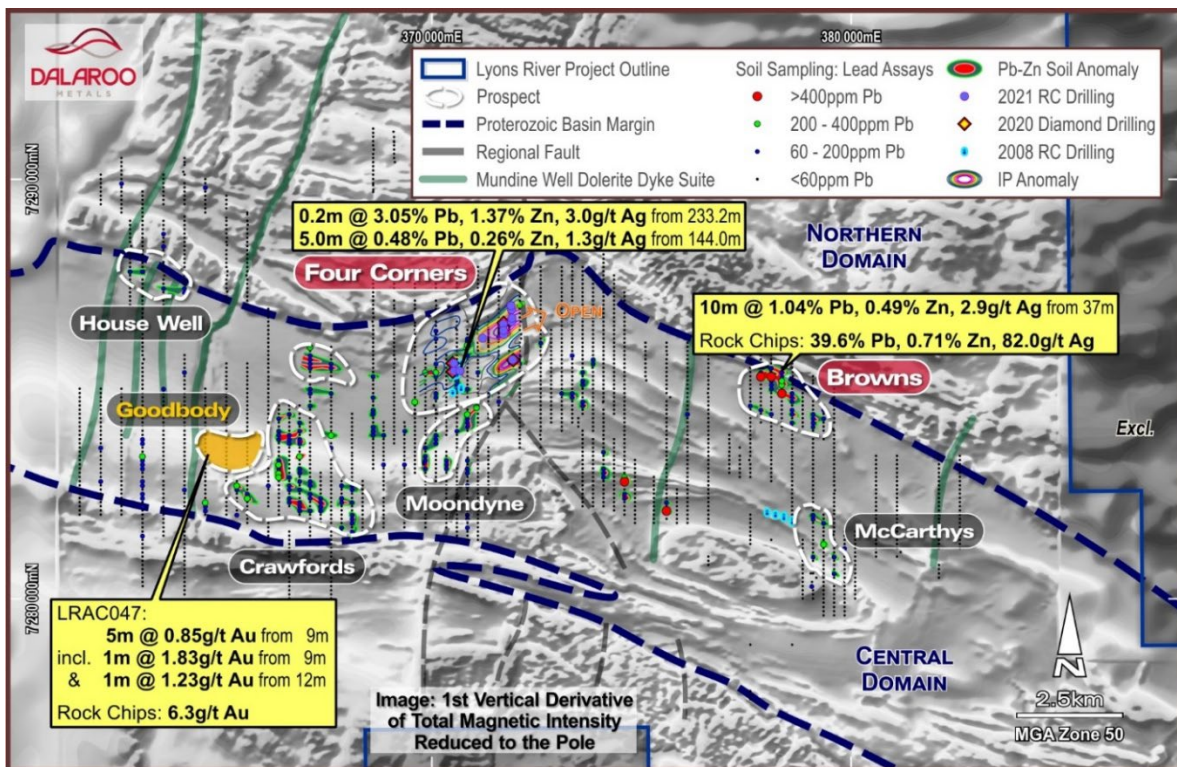 DALAROO
METALS
370 000mE
380 000mE
7 290 000mN
7 280 000mN
Lyons River Project Outline
Prospect
Proterozoic Basin Margin
Regional Fault
Mundine Well Dolerite Dyke Suite
Soil Sampling: Lead Assays
>400ppm Pb
200 - 400ppm Pb
60 - 200ppm Pb
<60ppm Pb
Pb-Zn Soil Anomaly
2021 RC Drilling
2020 Diamond Drilling
2008 RC Drilling
IP Anomaly
0.2m @ 3.05% Pb, 1.37% Zn, 3.0g/t Ag from 233.2m
5.0m @ 0.48% Pb, 0.26% Zn, 1.3g/t Ag from 144.0m
NORTHERN
DOMAIN
Four Corners
OPEN
House Well
10m @ 1.04% Pb, 0.49% Zn, 2.9g/t Ag from 37m
Rock Chips: 39.6% Pb, 0.71% Zn, 82.0g/t Ag
Browns
Goodbody
Excl.
Moondyne
McCarthys
Crawfords
LRAC047:
5m @ 0.85g/t Au from 9m
incl. 1m @ 1.83g/t Au from 9m
& 1m @ 1.23g/t Au from 12m
Rock Chips: 6.3g/t Au
CENTRAL
DOMAIN
Image: 1st Vertical Derivative
of Total Magnetic Intensity
Reduced to the Pole
N
2.5km
MGA Zone 50